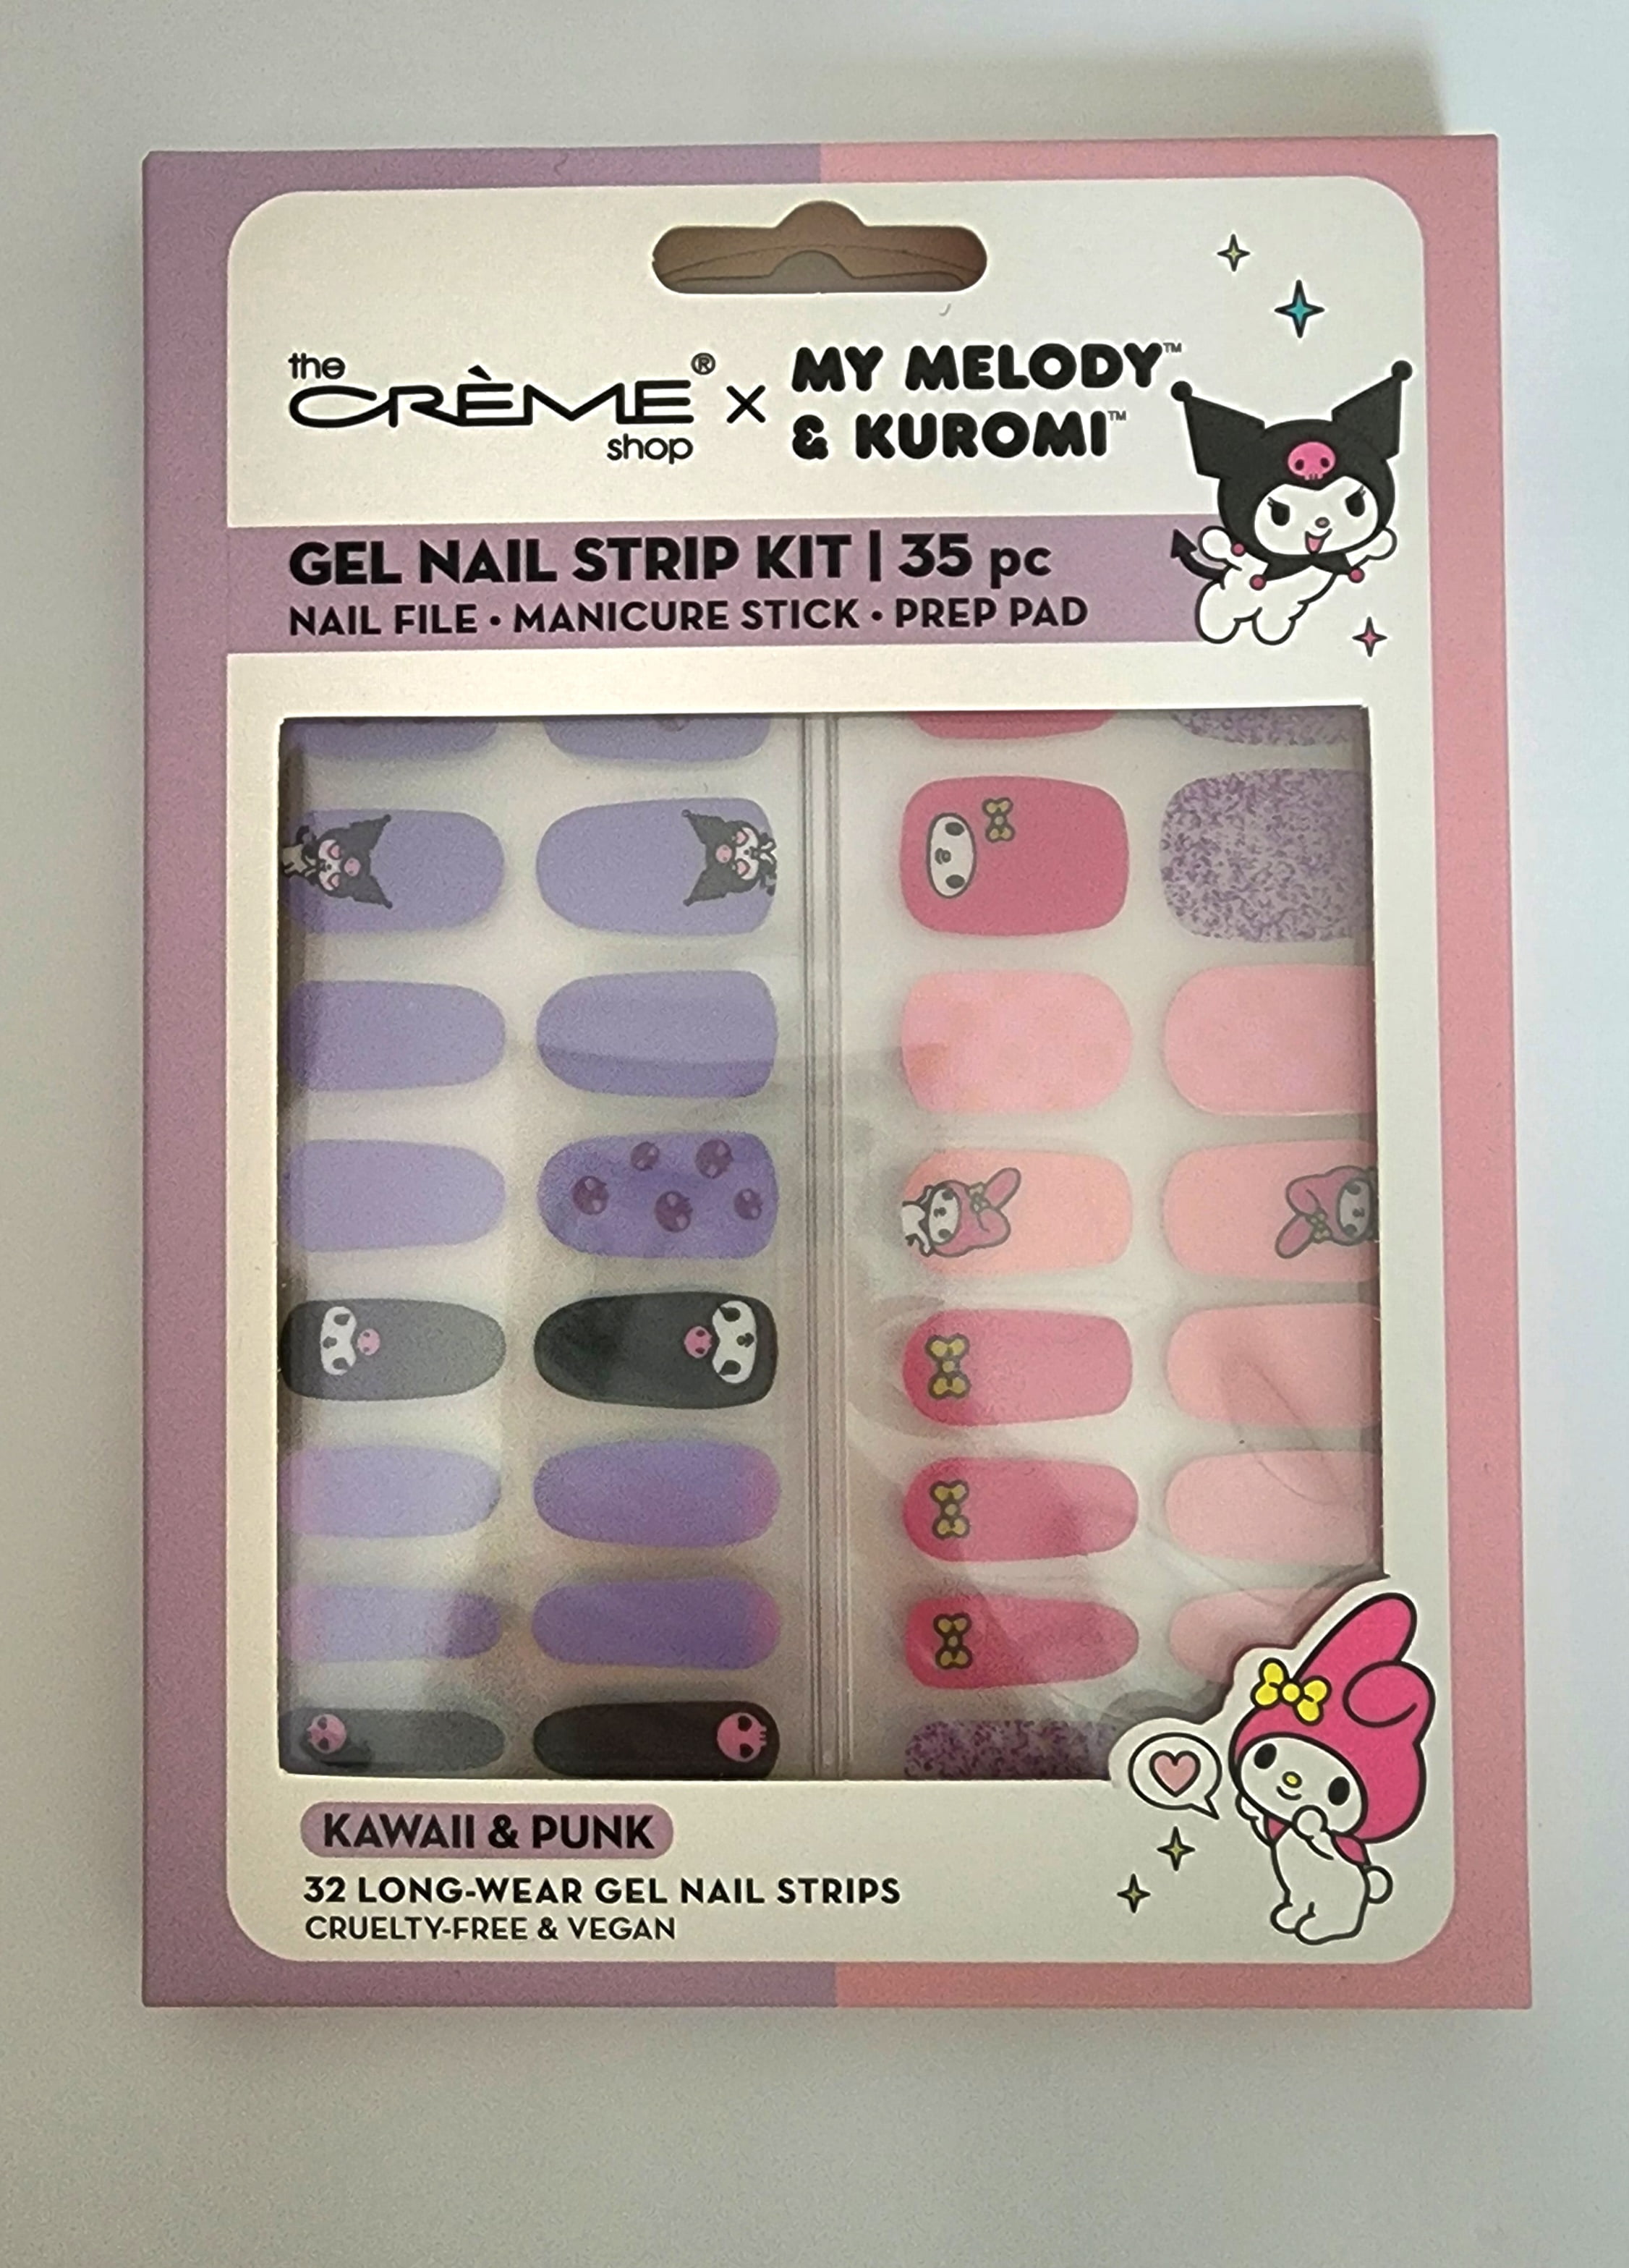 the
CRÈME®
shop
×
MY MELODY™
& KUROMI™
GEL NAIL STRIP KIT | 35 pc
NAIL FILE • MANICURE STICK • PREP PAD
KAWAII & PUNK
32 LONG-WEAR GEL NAIL STRIPS
CRUELTY-FREE & VEGAN